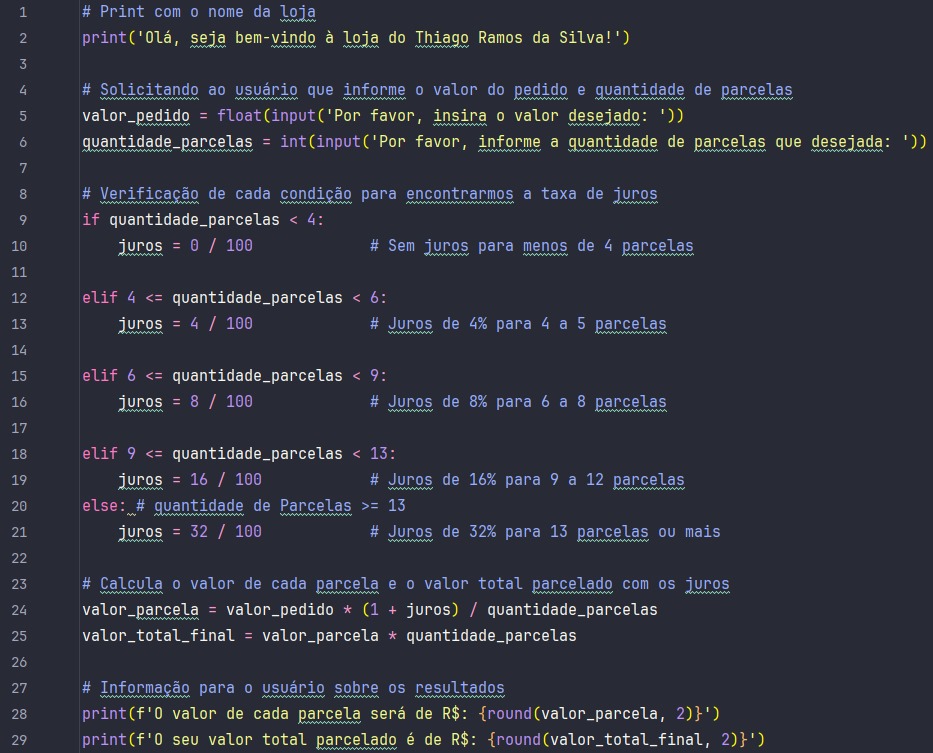 1 # Print com o nome da loja
2 print('Olá, seja bem-vindo à loja do Thiago Ramos da Silva!')
3
4 # Solicitando ao usuário que informe o valor do pedido e quantidade de parcelas
5 valor_pedido = float(input('Por favor, insira o valor desejado: '))
6 quantidade_parcelas = int(input('Por favor, informe a quantidade de parcelas que desejada: '))
7
8 # Verificação de cada condição para encontrarmos a taxa de juros
9 if quantidade_parcelas < 4:
10     juros = 0 / 100             # Sem juros para menos de 4 parcelas
11
12 elif 4 <= quantidade_parcelas < 6:
13     juros = 4 / 100             # Juros de 4% para 4 a 5 parcelas
14
15 elif 6 <= quantidade_parcelas < 9:
16     juros = 8 / 100             # Juros de 8% para 6 a 8 parcelas
17
18 elif 9 <= quantidade_parcelas < 13:
19     juros = 16 / 100            # Juros de 16% para 9 a 12 parcelas
20 else: # quantidade de Parcelas >= 13
21     juros = 32 / 100            # Juros de 32% para 13 parcelas ou mais
22
23 # Calcula o valor de cada parcela e o valor total parcelado com os juros
24 valor_parcela = valor_pedido * (1 + juros) / quantidade_parcelas
25 valor_total_final = valor_parcela * quantidade_parcelas
26
27 # Informação para o usuário sobre os resultados
28 print(f'O valor de cada parcela será de R$: {round(valor_parcela, 2)}')
29 print(f'O seu valor total parcelado é de R$: {round(valor_total_final, 2)}')